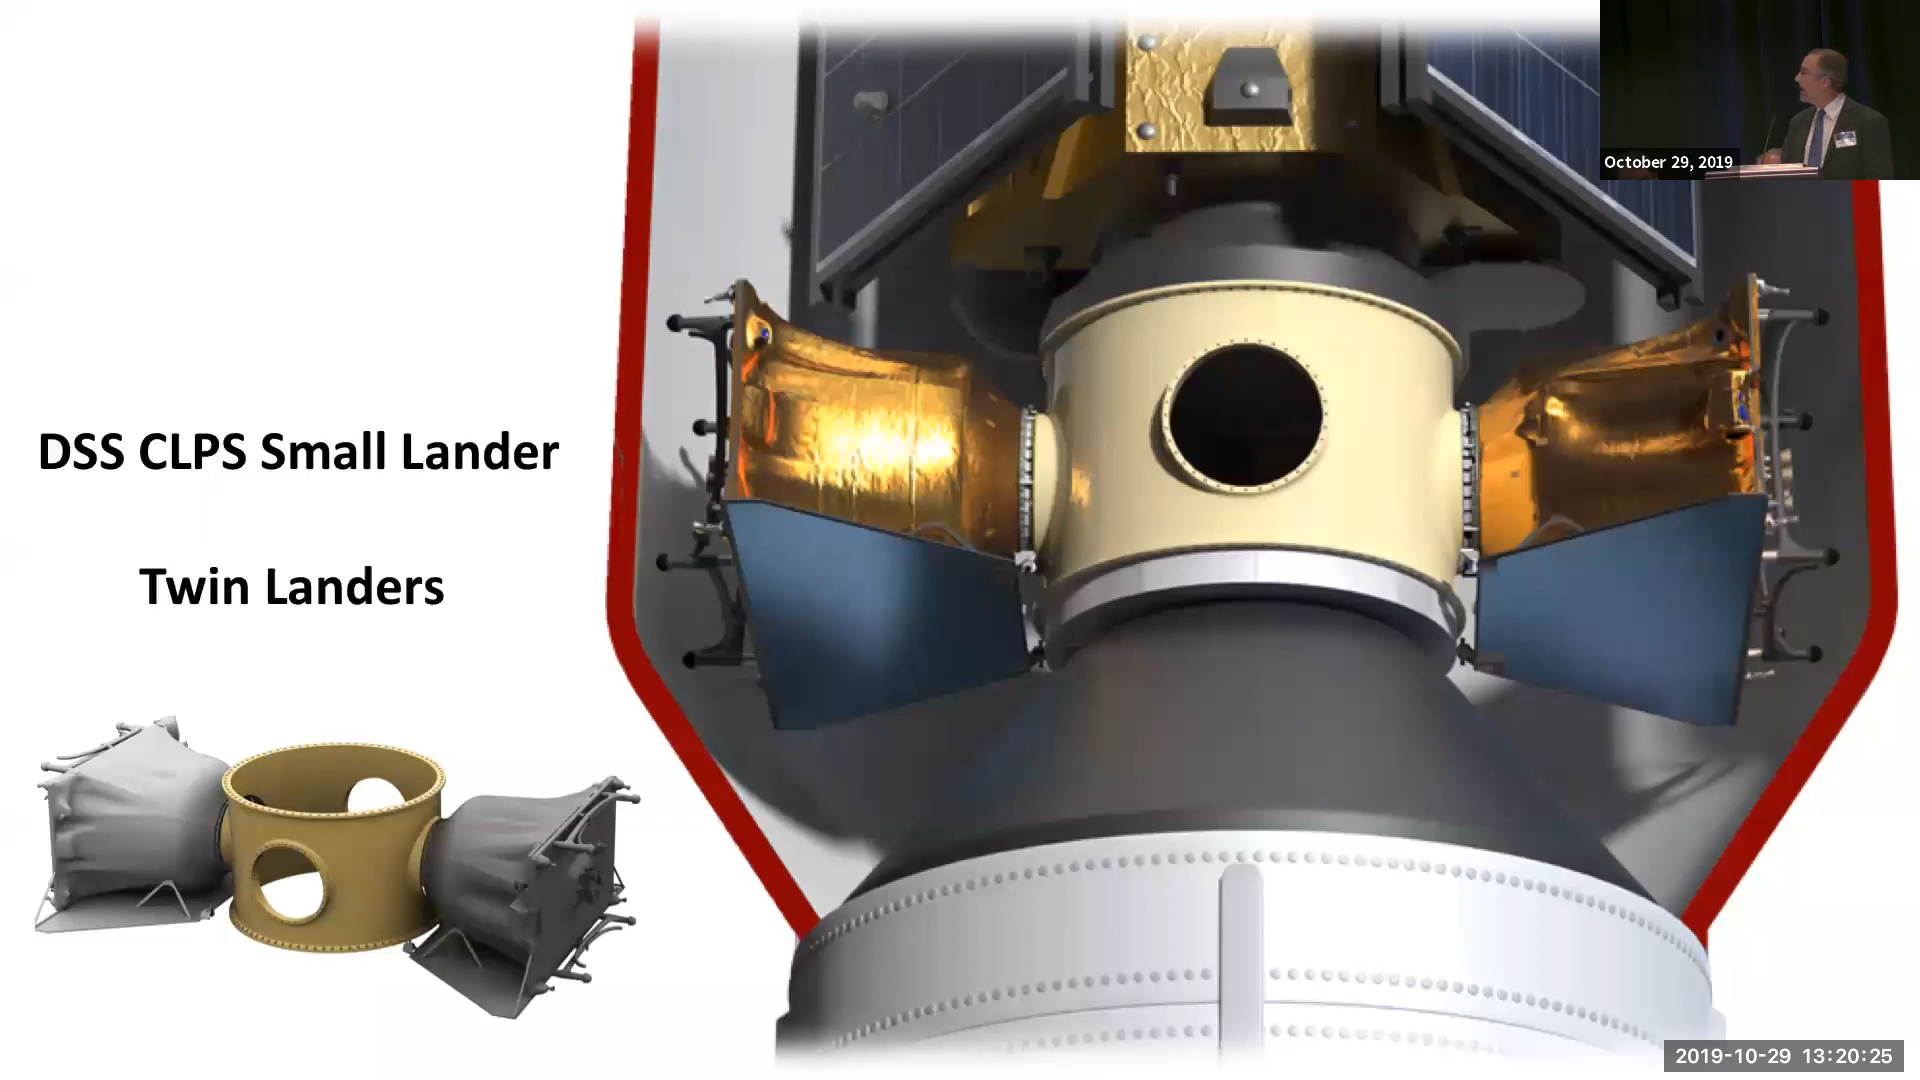 DSS CLPS Small Lander
Twin Landers
October 29, 2019
2019-10-29 13:20:25